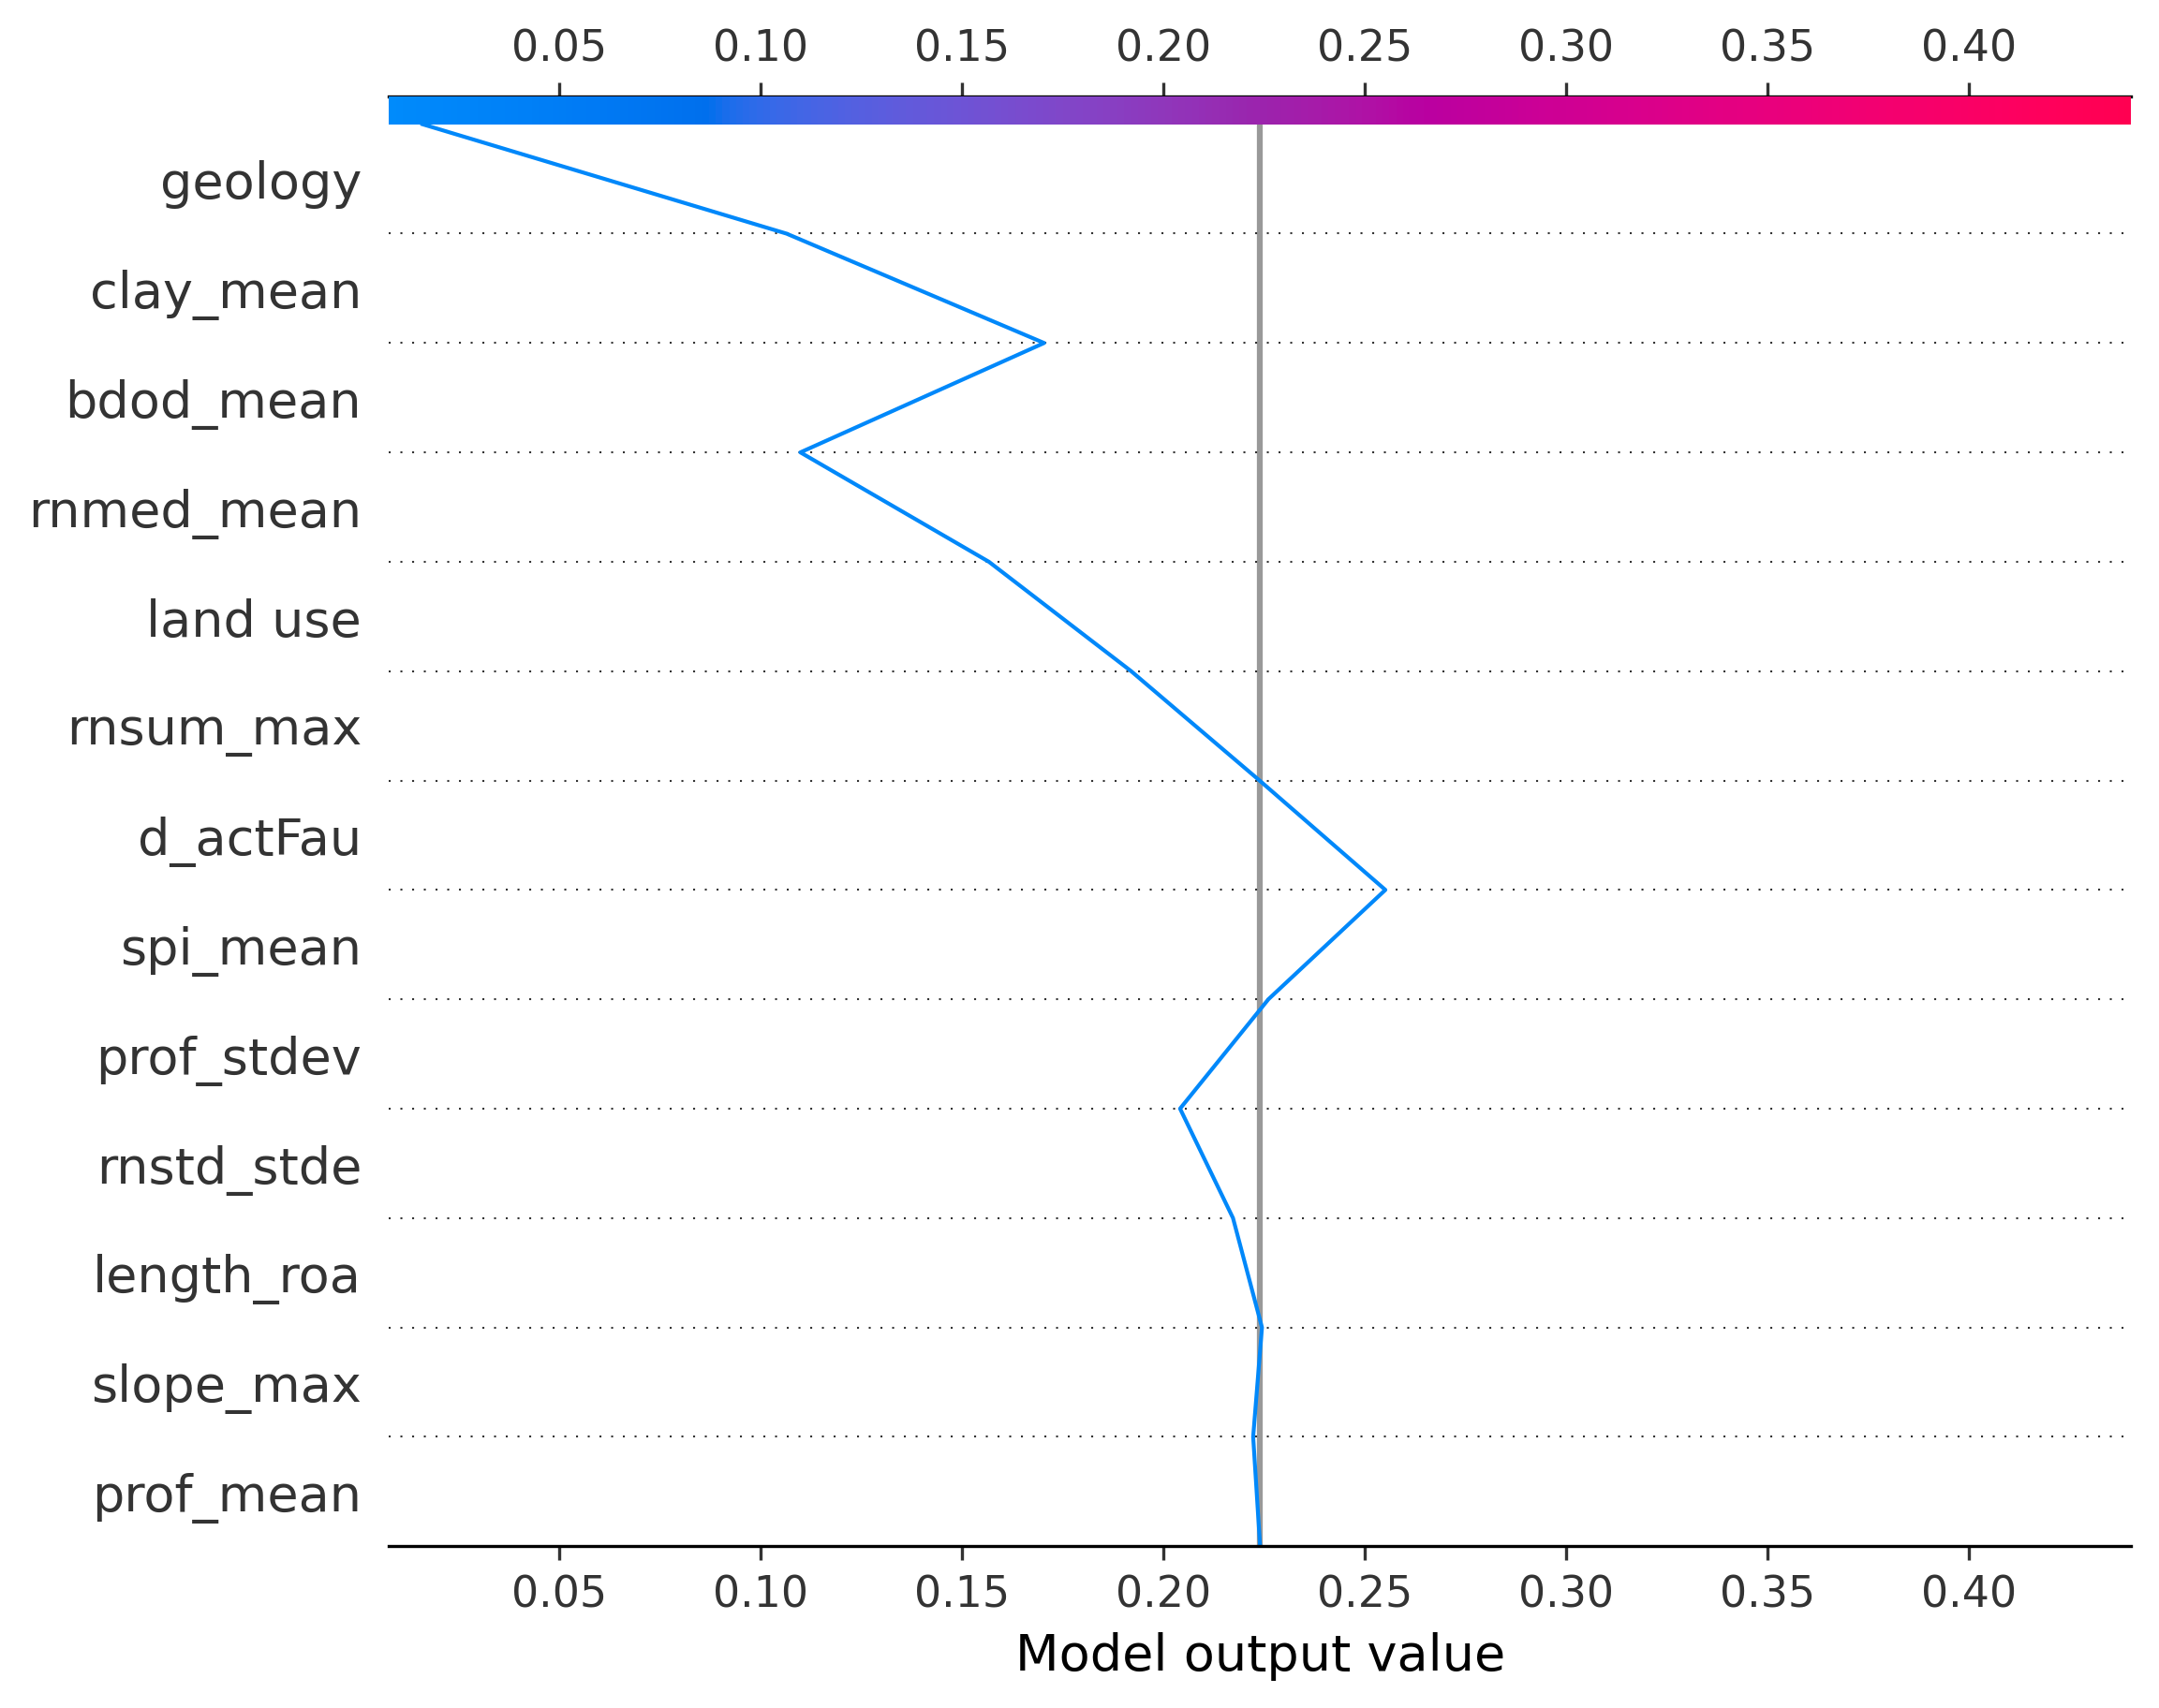 0.05 0.10 0.15 0.20 0.25 0.30 0.35 0.40
geology
clay_mean
bdod_mean
rnmed_mean
land use
rnsum_max
d_actFau
spi_mean
prof_stdev
rnstd_stde
length_roa
slope_max
prof_mean
0.05 0.10 0.15 0.20 0.25 0.30 0.35 0.40
Model output value